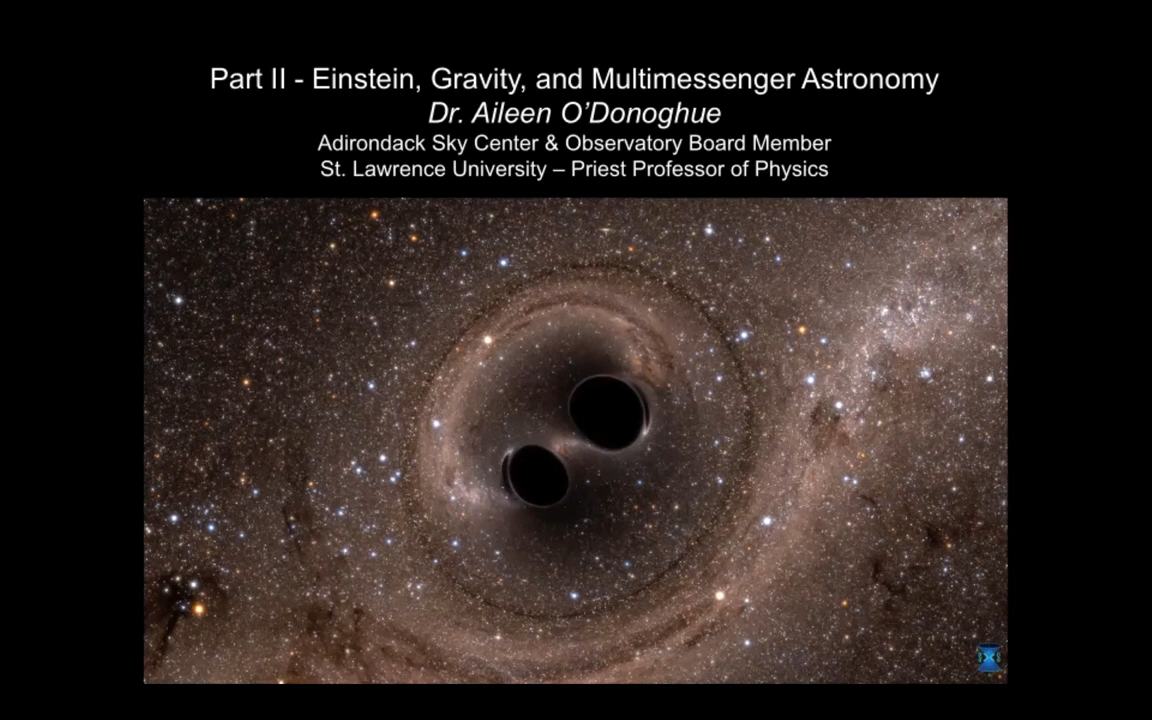 Part II - Einstein, Gravity, and Multimessenger Astronomy
Dr. Aileen O’Donoghue
Adirondack Sky Center & Observatory Board Member
St. Lawrence University – Priest Professor of Physics